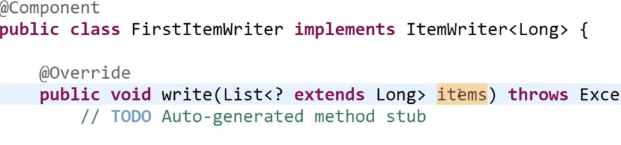 @Component
public class FirstItemWriter implements ItemWriter<Long> {
@Override
public void write(List<? extends Long> items) throws Exce
// TODO Auto-generated method stub